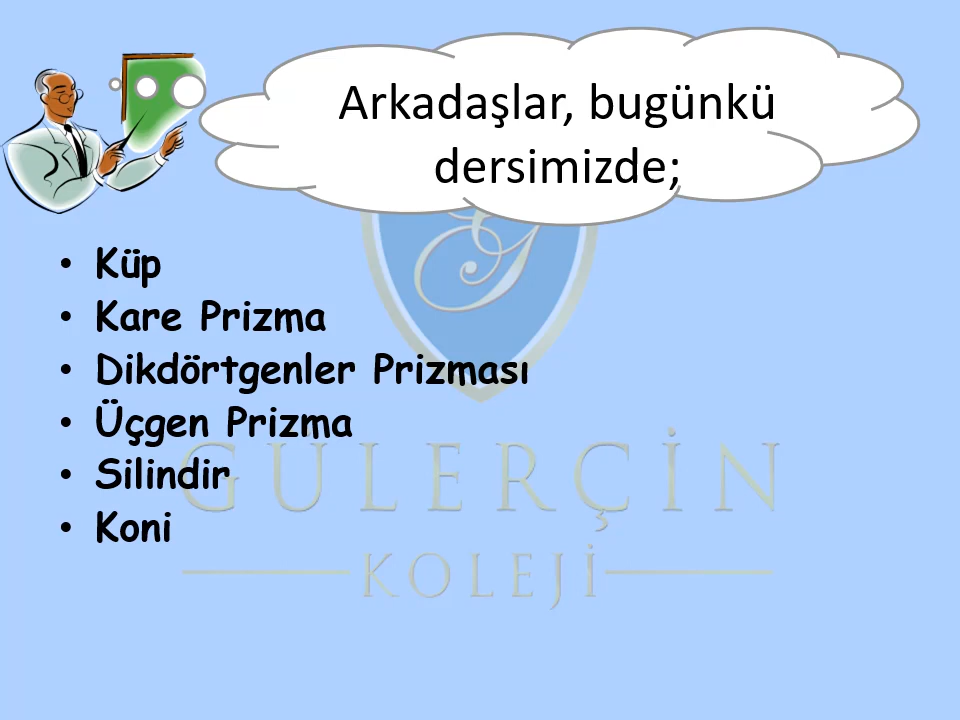 Arkadaşlar, bugünkü
dersimizde;
• Küp
• Kare Prizma
• Dikdörtgenler Prizması
• Üçgen Prizma
• Silindir
• Koni
GÜLERÇİN
KOLEJİ